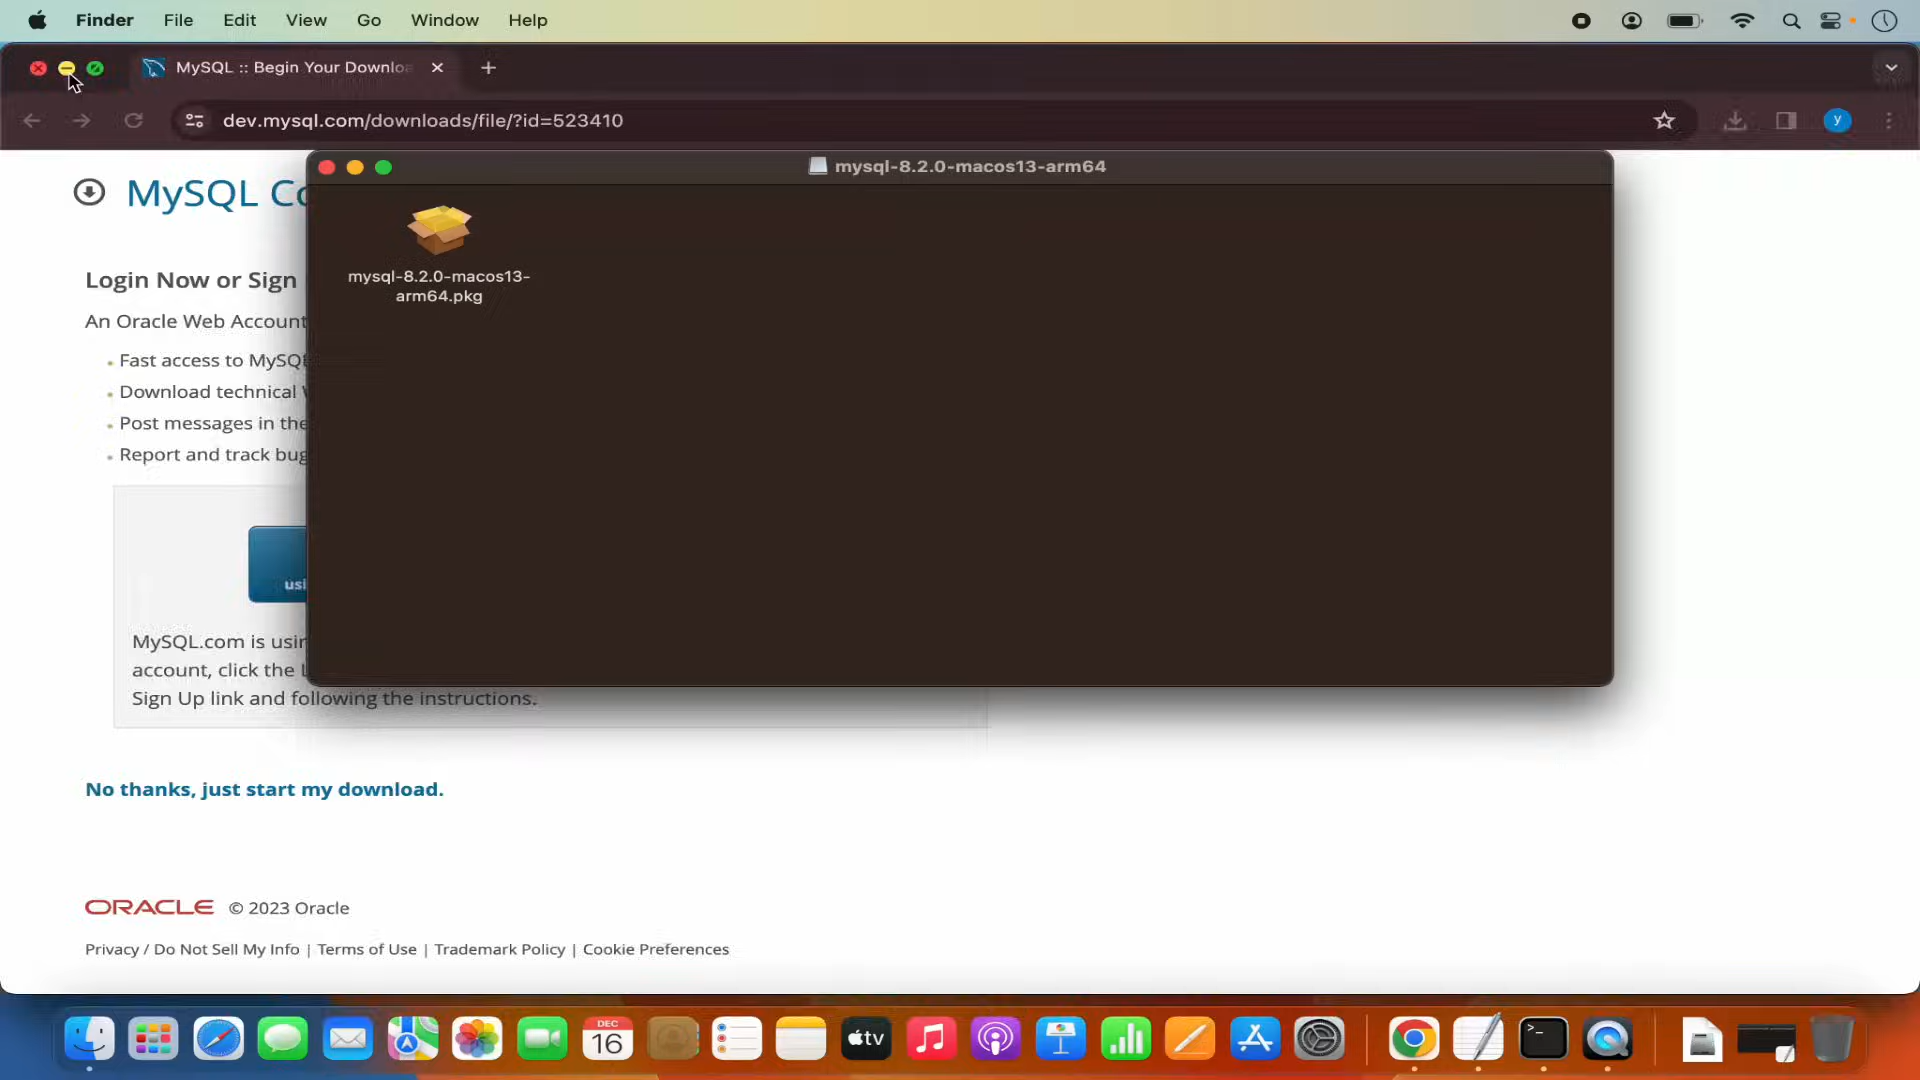 Finder File Edit View Go Window Help
MySQL :: Begin Your Downlo
dev.mysql.com/downloads/file/?id=523410
y
mysql-8.2.0-macos13-arm64
MySQL Co
mysql-8.2.0-macos13-
arm64.pkg
Login Now or Sign
An Oracle Web Account
Fast access to MySQL
Download technical
Post messages in the
Report and track bug
usi
MySQL.com is usin
account, click the L
Sign Up link and following the instructions.
No thanks, just start my download.
ORACLE © 2023 Oracle
Privacy / Do Not Sell My Info | Terms of Use | Trademark Policy | Cookie Preferences
DEC
16
tv
>_